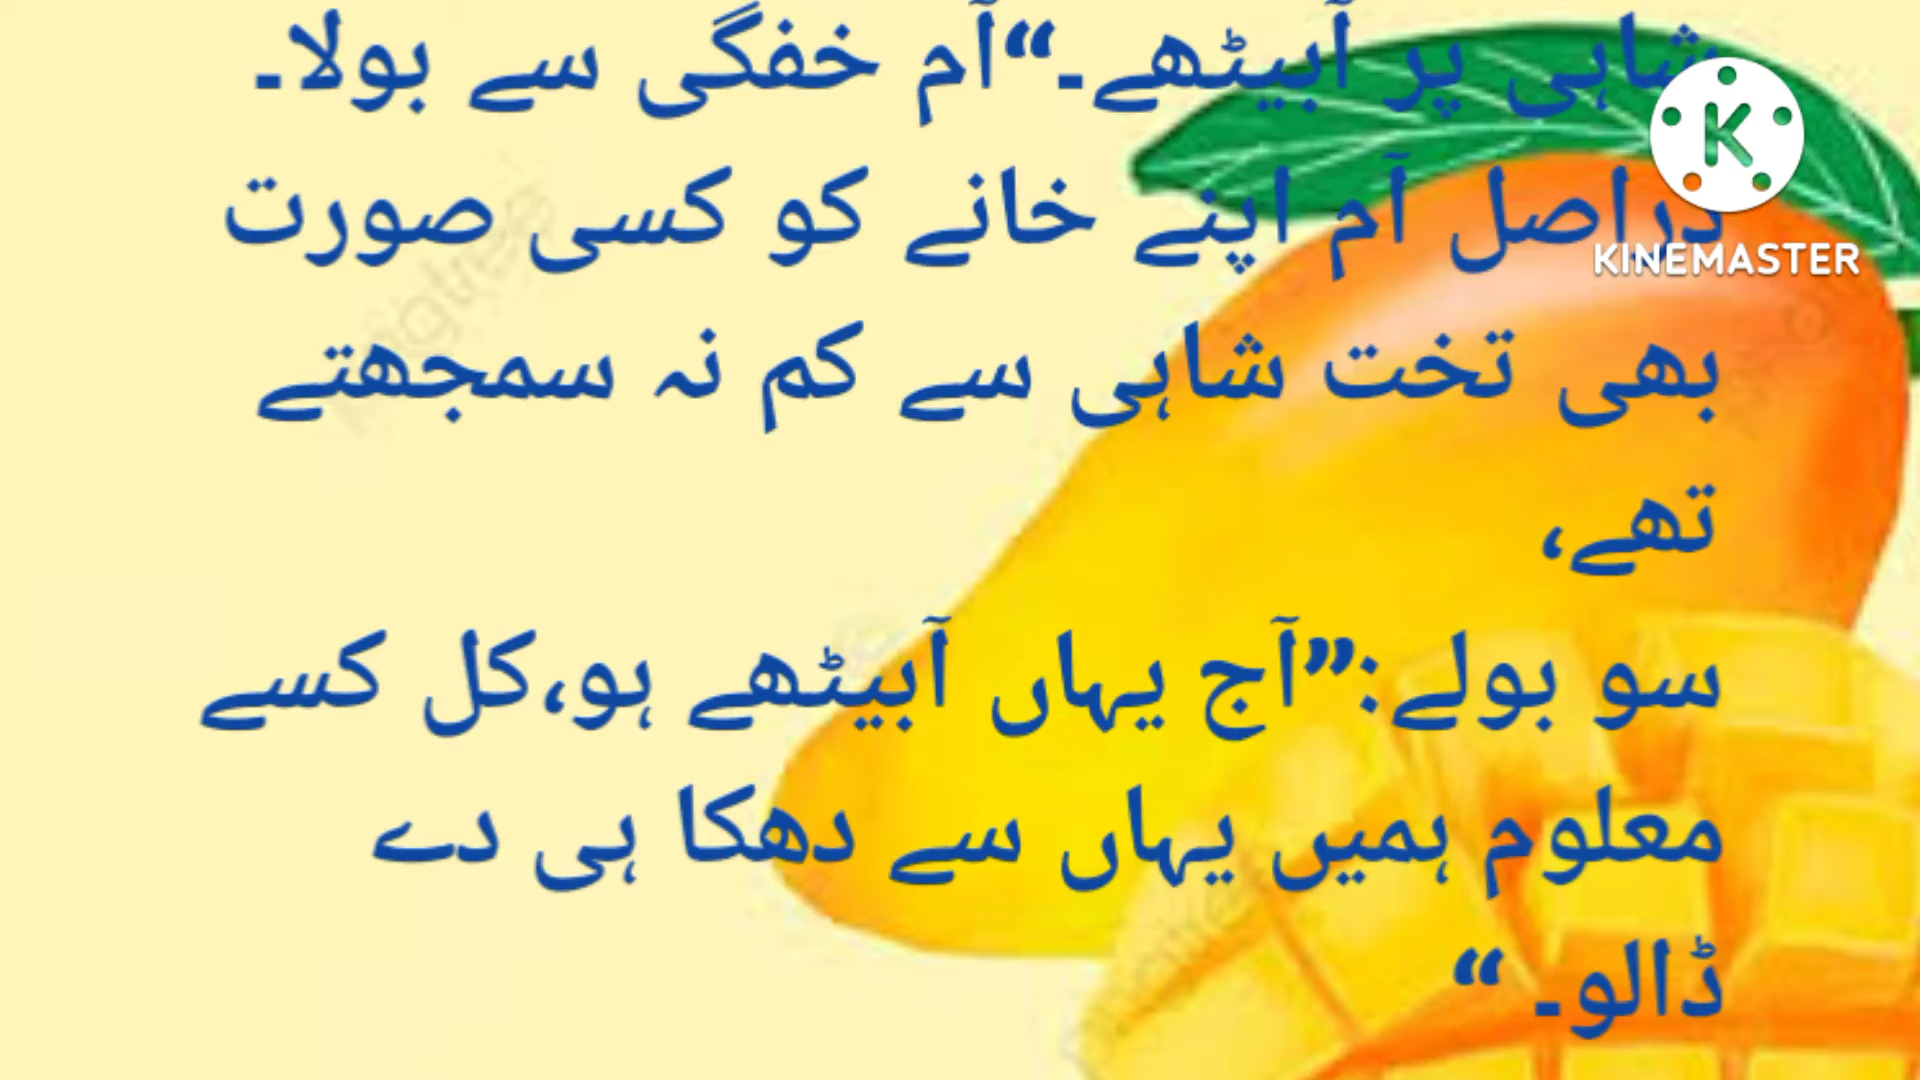 شاہی پر آبیٹھے۔“آم خفگی سے بولا۔
دراصل آم اپنے خانے کو کسی صورت
بھی تخت شاہی سے کم نہ سمجھتے
تھے،
سو بولے:”آج یہاں آبیٹھے ہو،کل کسے
معلوم ہمیں یہاں سے دھکا ہی دے
ڈالو۔ “
K
KINEMASTER